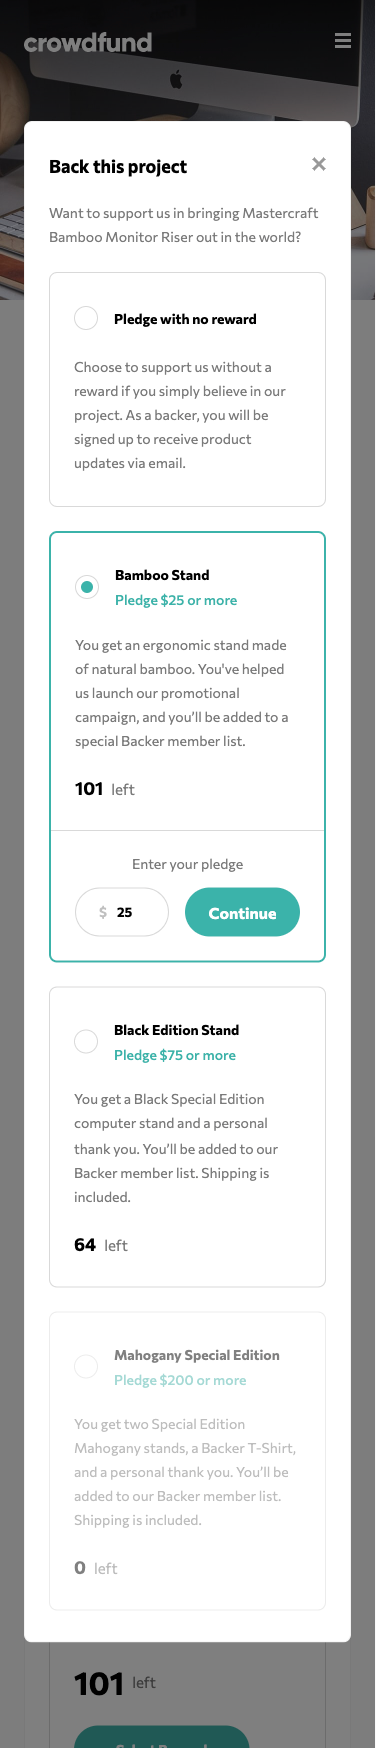 crowdfund
Back this project
Want to support us in bringing Mastercraft
Bamboo Monitor Riser out in the world?
Pledge with no reward
Choose to support us without a
reward if you simply believe in our
project. As a backer, you will be
signed up to receive product
updates via email.
Bamboo Stand
Pledge $25 or more
You get an ergonomic stand made
of natural bamboo. You've helped
us launch our promotional
campaign, and you’ll be added to a
special Backer member list.
101 left
Enter your pledge
$ 25 Continue
Black Edition Stand
Pledge $75 or more
You get a Black Special Edition
computer stand and a personal
thank you. You’ll be added to our
Backer member list. Shipping is
included.
64 left
Mahogany Special Edition
Pledge $200 or more
You get two Special Edition
Mahogany stands, a Backer T-Shirt,
and a personal thank you. You’ll be
added to our Backer member list.
Shipping is included.
0 left
101 left